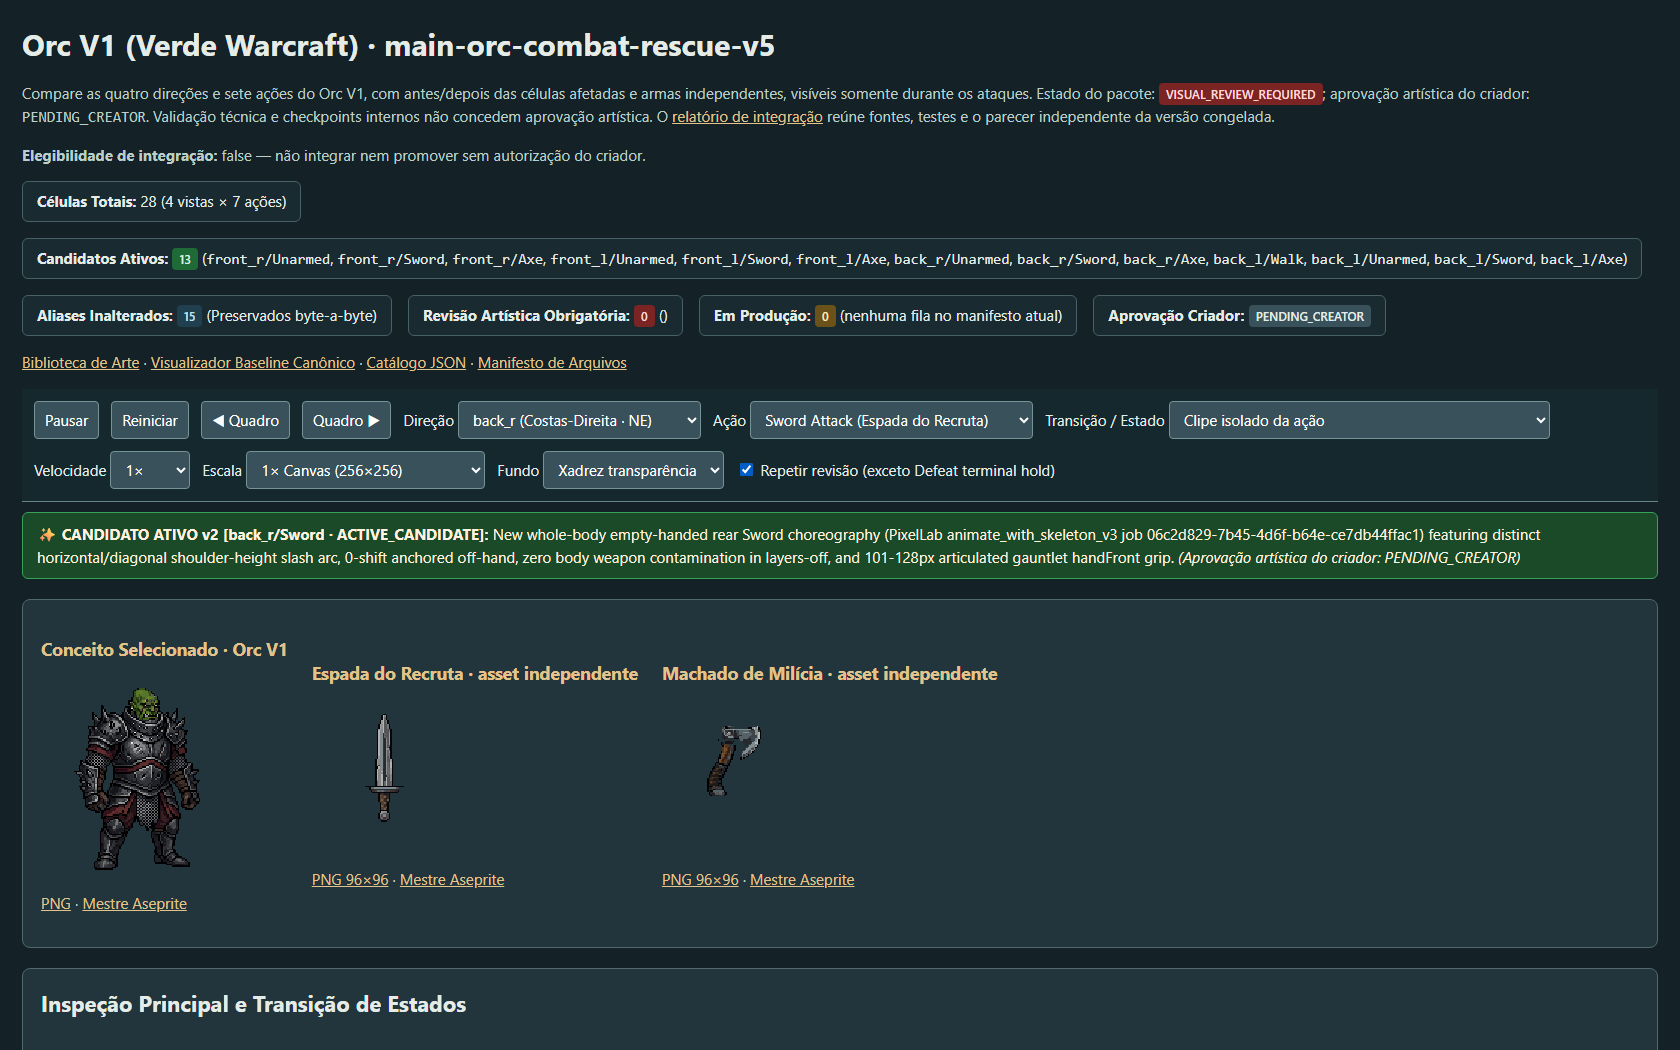 Orc V1 (Verde Warcraft) · main-orc-combat-rescue-v5
Compare as quatro direções e sete ações do Orc V1, com antes/depois das células afetadas e armas independentes, visíveis somente durante os ataques. Estado do pacote: VISUAL_REVIEW_REQUIRED; aprovação artística do criador:
PENDING_CREATOR. Validação técnica e checkpoints internos não concedem aprovação artística. O relatório de integração reúne fontes, testes e o parecer independente da versão congelada.
Elegibilidade de integração: false — não integrar nem promover sem autorização do criador.
Células Totais: 28 (4 vistas × 7 ações)
Candidatos Ativos: 13 (front_r/Unarmed, front_r/Sword, front_r/Axe, front_l/Unarmed, front_l/Sword, front_l/Axe, back_r/Unarmed, back_r/Sword, back_r/Axe, back_l/Walk, back_l/Unarmed, back_l/Sword, back_l/Axe)
Aliases Inalterados: 15 (Preservados byte-a-byte)
Revisão Artística Obrigatória: 0 ()
Em Produção: 0 (nenhuma fila no manifesto atual)
Aprovação Criador: PENDING_CREATOR
Biblioteca de Arte · Visualizador Baseline Canônico · Catálogo JSON · Manifesto de Arquivos
Pausar Reiniciar ◀ Quadro Quadro ▶ Direção back_r (Costas-Direita · NE) Ação Sword Attack (Espada do Recruta) Transição / Estado Clipe isolado da ação
Velocidade 1× Escala 1× Canvas (256×256) Fundo Xadrez transparência Repetir revisão (exceto Defeat terminal hold)
✨ CANDIDATO ATIVO v2 [back_r/Sword · ACTIVE_CANDIDATE]: New whole-body empty-handed rear Sword choreography (PixelLab animate_with_skeleton_v3 job 06c2d829-7b45-4d6f-b64e-ce7db44ffac1) featuring distinct
horizontal/diagonal shoulder-height slash arc, 0-shift anchored off-hand, zero body weapon contamination in layers-off, and 101-128px articulated gauntlet handFront grip. (Aprovação artística do criador: PENDING_CREATOR)
Conceito Selecionado · Orc V1
PNG · Mestre Aseprite
Espada do Recruta · asset independente
PNG 96×96 · Mestre Aseprite
Machado de Milícia · asset independente
PNG 96×96 · Mestre Aseprite
Inspeção Principal e Transição de Estados